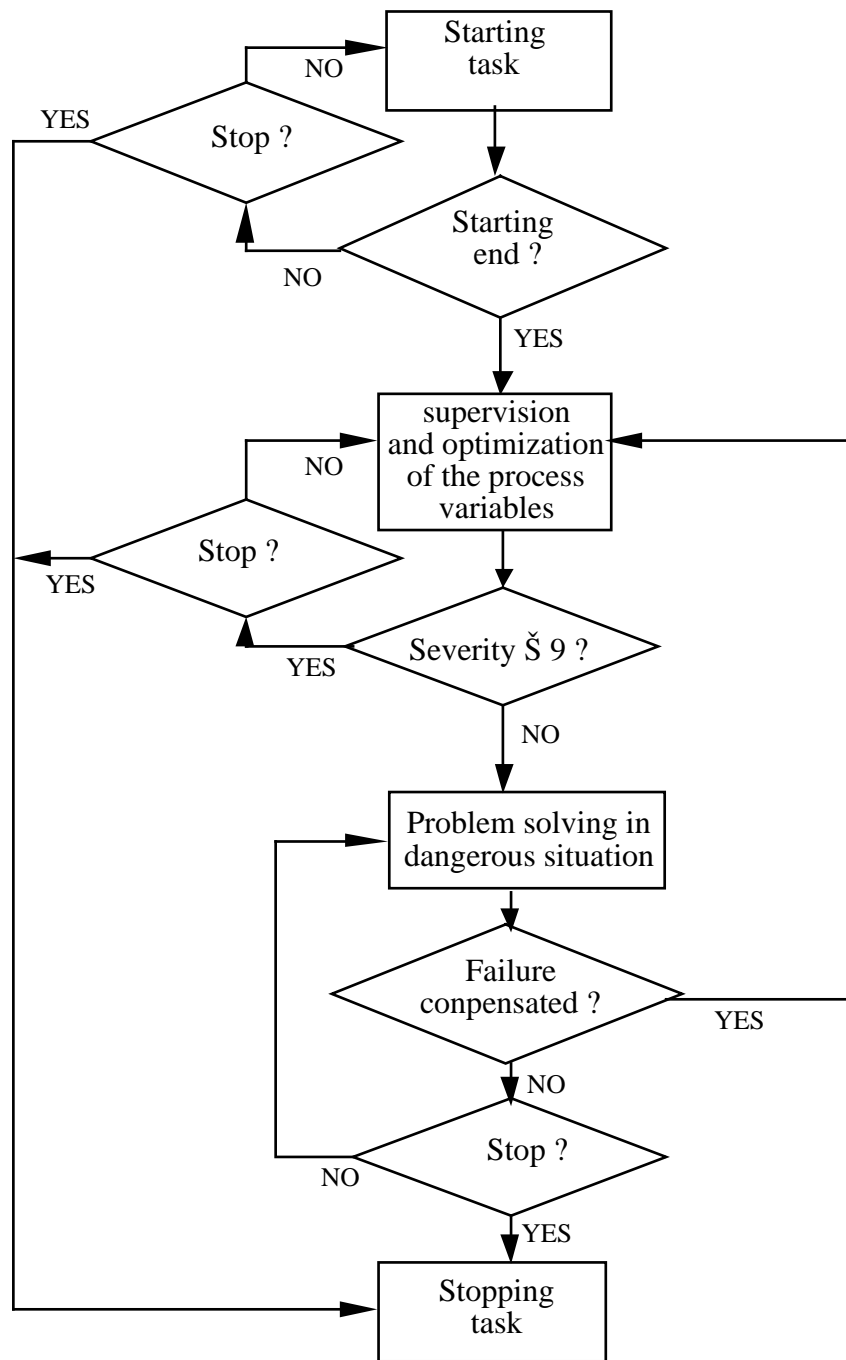 Starting
task
NO
YES
Stop ?
Starting
end ?
NO
YES
supervision
and optimization
of the process
variables
NO
Stop ?
YES
Severity Š 9 ?
YES
NO
Problem solving in
dangerous situation
Failure
conpensated ?
YES
NO
Stop ?
NO
YES
Stopping
task